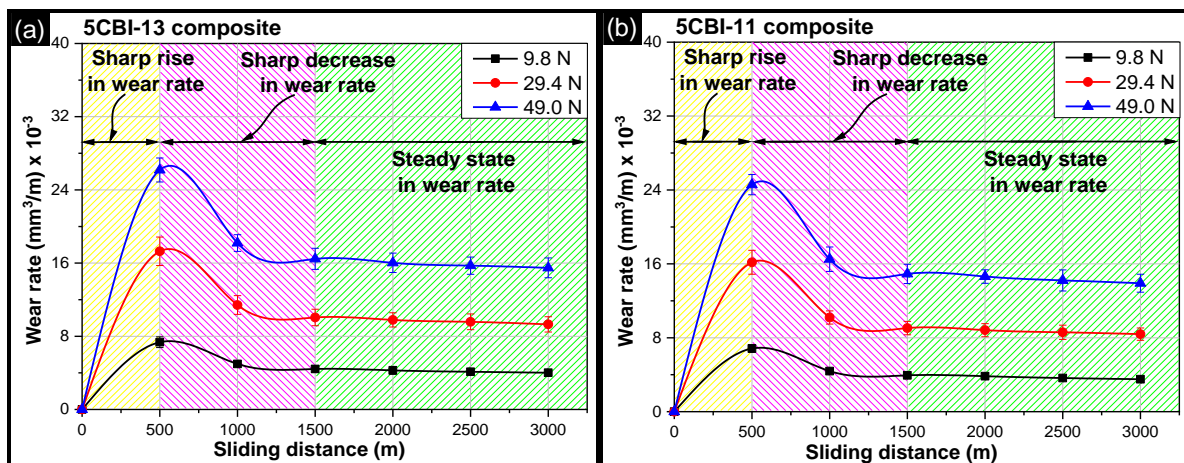 (a)
5CBI-13 composite
40
Sharp rise
in wear rate
Sharp decrease
in wear rate
9.8 N
29.4 N
49.0 N
32
Steady state
in wear rate
24
16
8
0
Wear rate (mm³/m) x 10⁻³
0 500 1000 1500 2000 2500 3000
Sliding distance (m)
(b)
5CBI-11 composite
40
Sharp rise
in wear rate
Sharp decrease
in wear rate
9.8 N
29.4 N
49.0 N
32
Steady state
in wear rate
24
16
8
0
Wear rate (mm³/m) x 10⁻³
0 500 1000 1500 2000 2500 3000
Sliding distance (m)